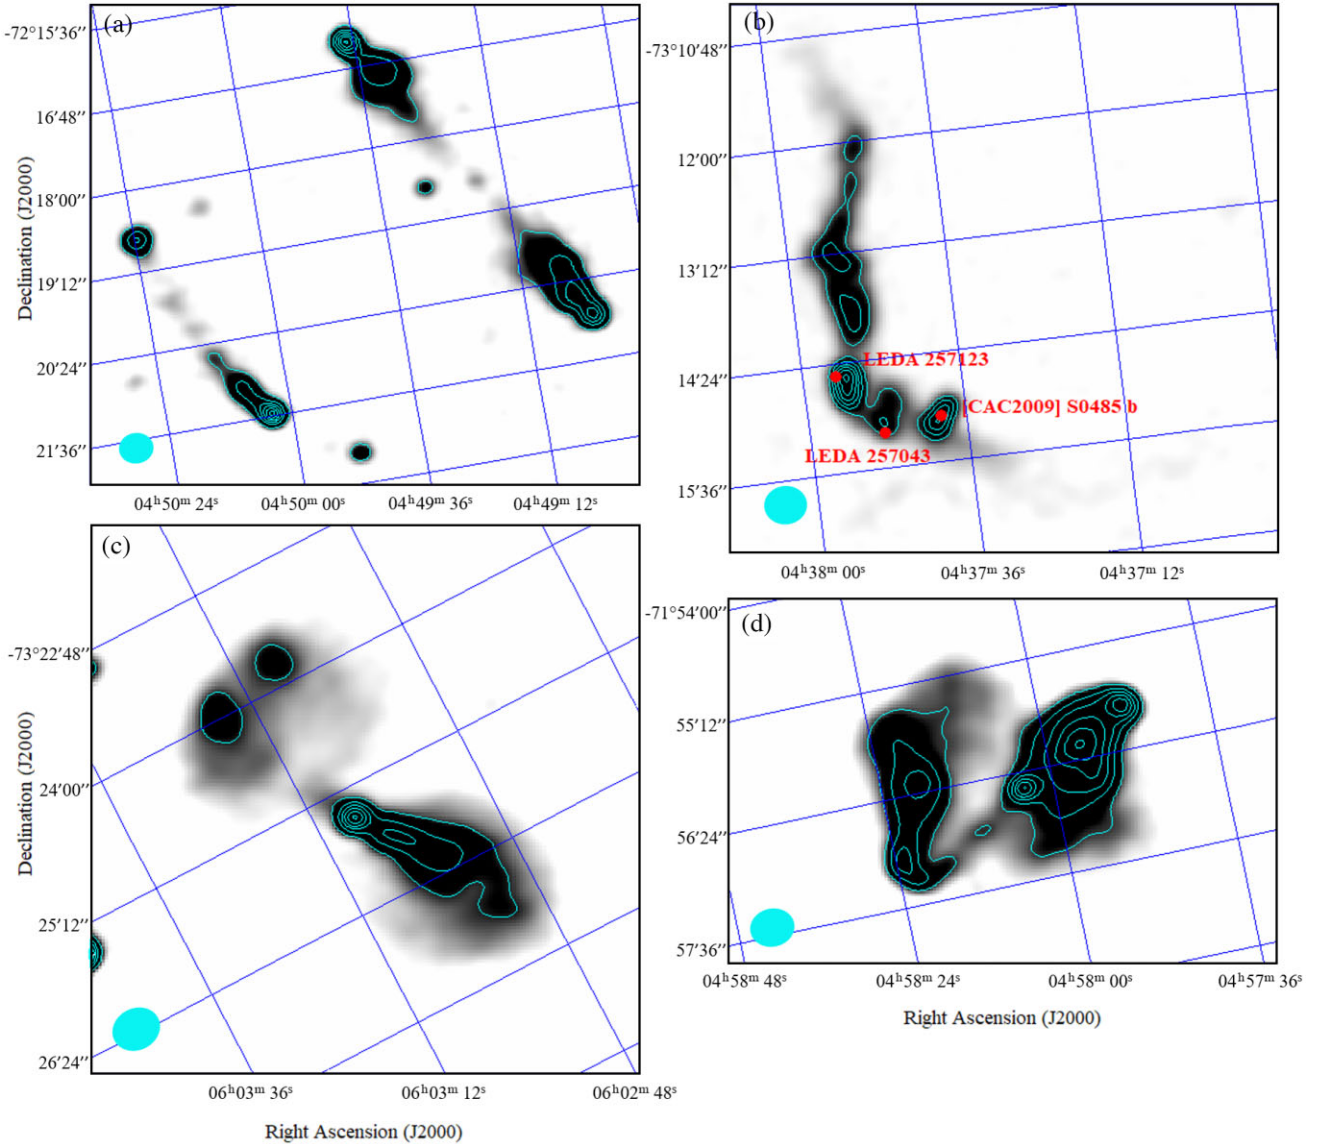 (a)
-72°15′36′′
16′48′′
18′00′′
19′12′′
20′24′′
21′36′′
Declination (J2000)
04ʰ50ᵐ 24ˢ 04ʰ50ᵐ 00ˢ 04ʰ49ᵐ 36ˢ 04ʰ49ᵐ 12ˢ
(b)
-73°10′48′′
12′00′′
13′12′′
14′24′′
15′36′′
LEDA 257123
[CAC2009] S0485 b
LEDA 257043
04ʰ38ᵐ 00ˢ 04ʰ37ᵐ 36ˢ 04ʰ37ᵐ 12ˢ
(c)
-73°22′48′′
24′00′′
25′12′′
26′24′′
Declination (J2000)
06ʰ03ᵐ 36ˢ 06ʰ03ᵐ 12ˢ 06ʰ02ᵐ 48ˢ
Right Ascension (J2000)
(d)
-71°54′00′′
55′12′′
56′24′′
57′36′′
04ʰ58ᵐ 48ˢ 04ʰ58ᵐ 24ˢ 04ʰ58ᵐ 00ˢ 04ʰ57ᵐ 36ˢ
Right Ascension (J2000)